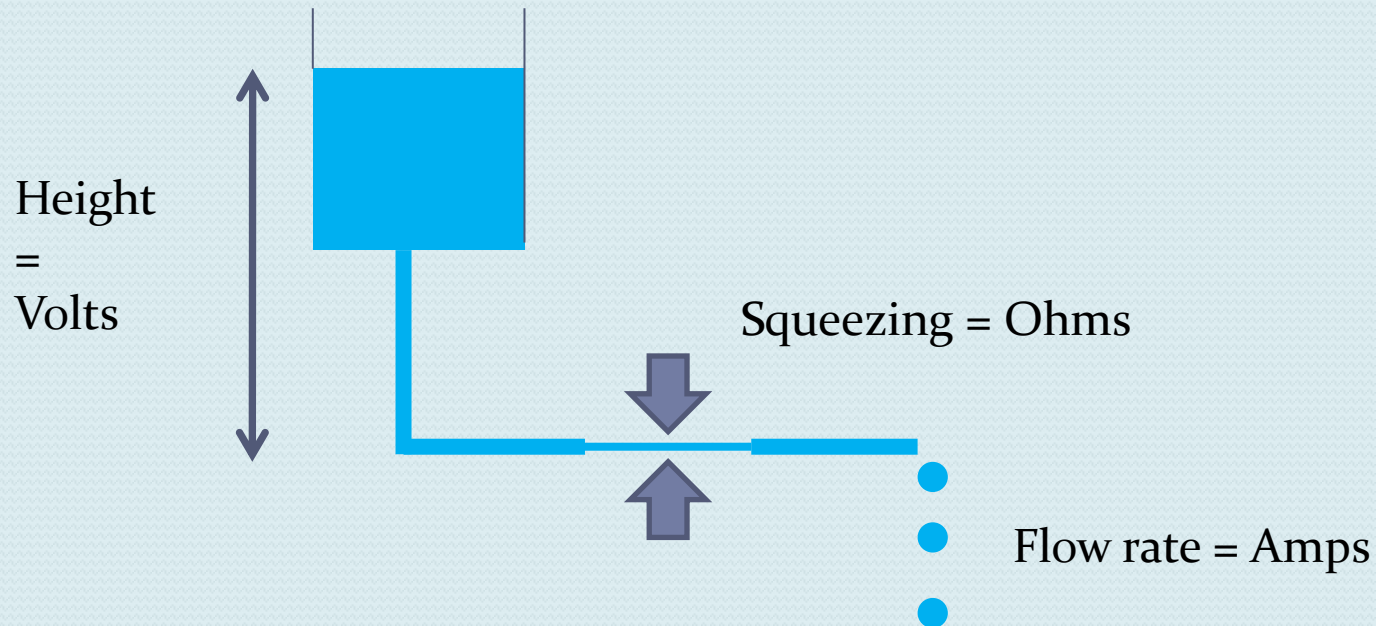 Height
=
Volts
Squeezing = Ohms
Flow rate = Amps